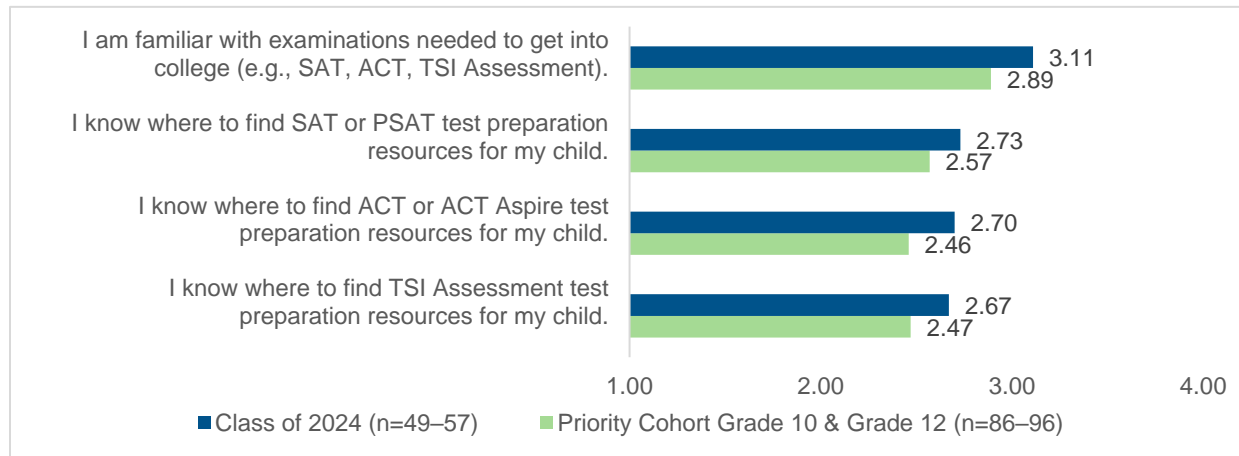 I am familiar with examinations needed to get into
college (e.g., SAT, ACT, TSI Assessment).
3.11
2.89
I know where to find SAT or PSAT test preparation
resources for my child.
2.73
2.57
I know where to find ACT or ACT Aspire test
preparation resources for my child.
2.70
2.46
I know where to find TSI Assessment test
preparation resources for my child.
2.67
2.47
1.00 2.00 3.00 4.00
Class of 2024 (n=49–57) Priority Cohort Grade 10 & Grade 12 (n=86–96)